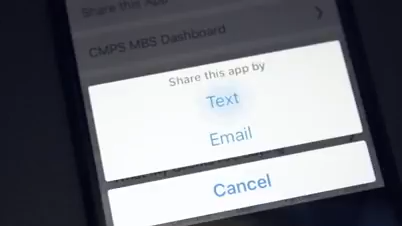 Share this App
CMPS MBS Dashboard
Share this app by
Text
Email
Cancel